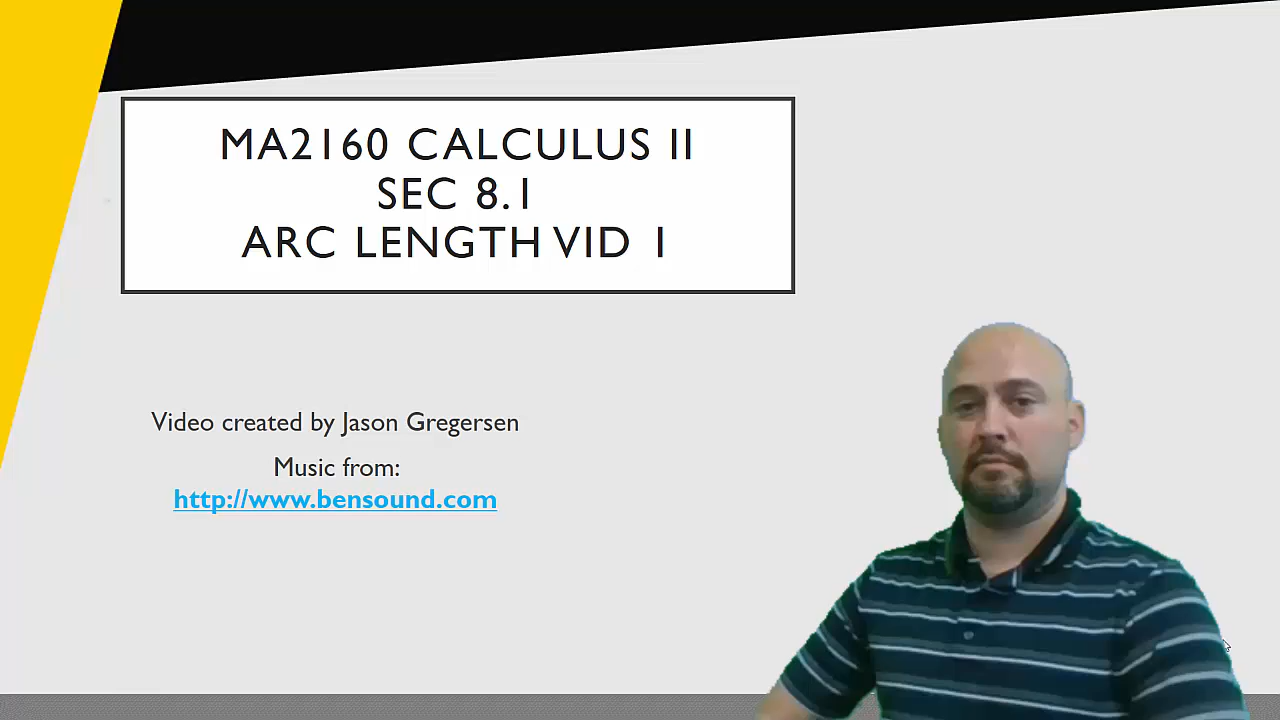 MA2160 CALCULUS II
SEC 8.1
ARC LENGTH VID 1
Video created by Jason Gregersen
Music from:
http://www.bensound.com